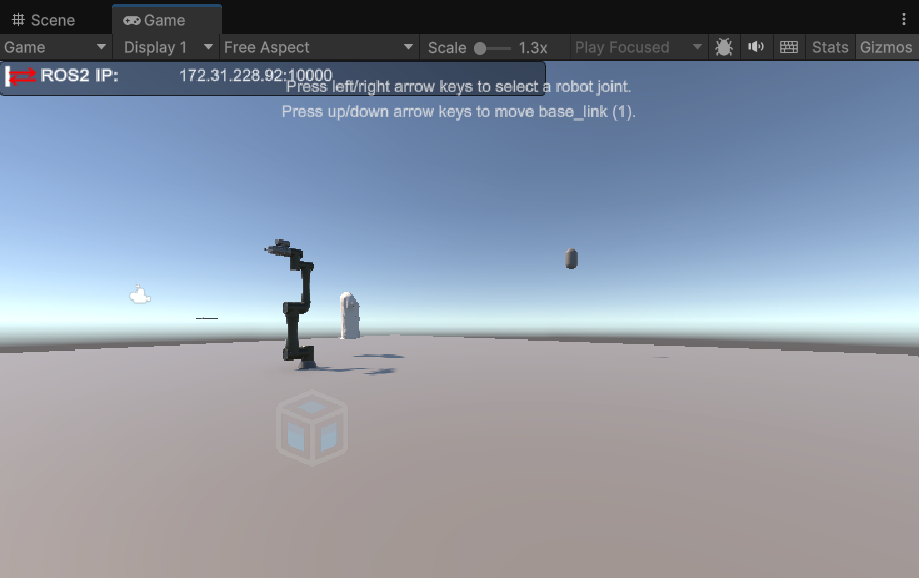 Scene Game
Game Display 1 Free Aspect Scale 1.3x Play Focused Stats Gizmos
ROS2 IP: 172.31.228.92:10000
Press left/right arrow keys to select a robot joint.
Press up/down arrow keys to move base_link (1).